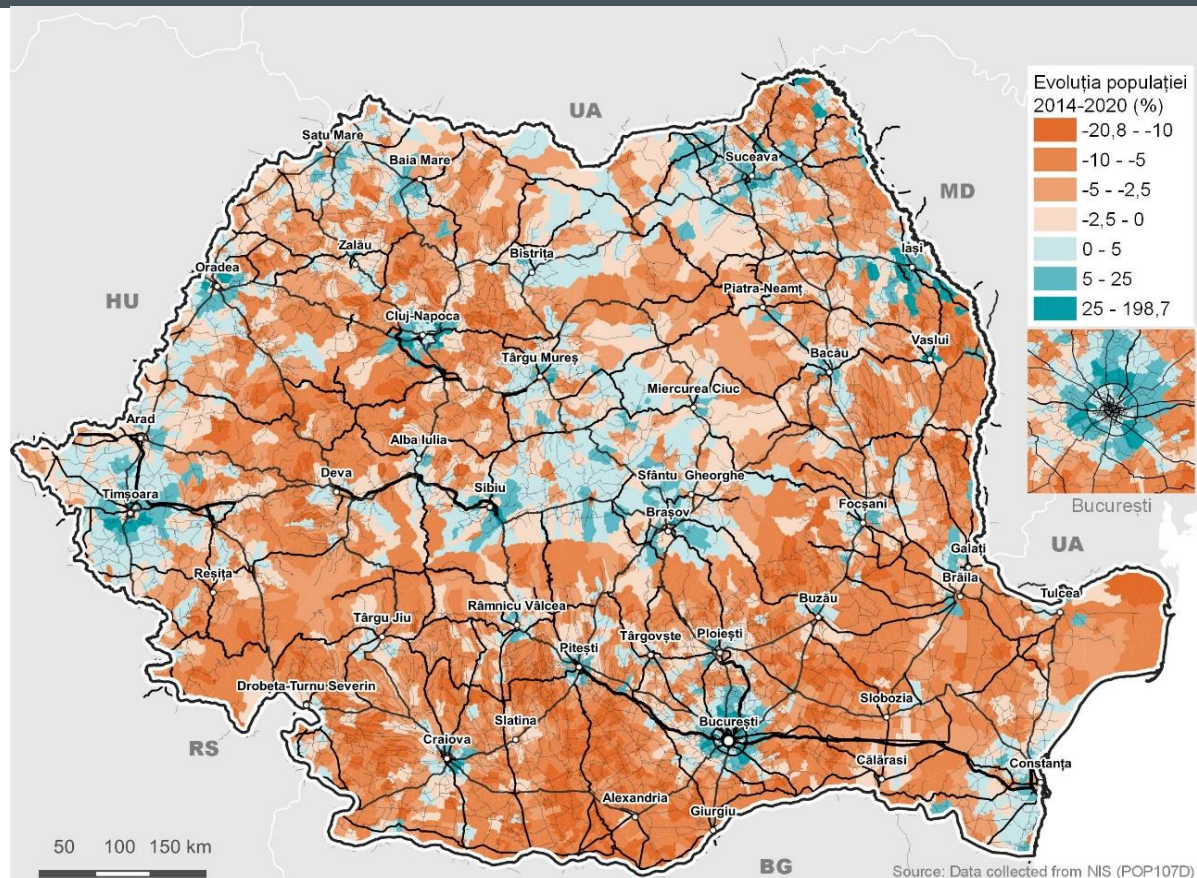 Evoluția populației
2014-2020 (%)
-20,8 - -10
-10 - -5
-5 - -2,5
-2,5 - 0
0 - 5
5 - 25
25 - 198,7
București
UA
MD
HU
UA
RS
BG
Satu Mare
Baia Mare
Suceava
Zalău
Bistrița
Iași
Oradea
Piatra-Neamț
Cluj-Napoca
Vaslui
Târgu Mureș
Bacău
Miercurea Ciuc
Arad
Alba Iulia
Deva
Sfântu Gheorghe
Timșoara
Sibiu
Focșani
Brașov
Galați
Reșița
Brăila
Tulcea
Râmnicu Vâlcea
Buzău
Târgu Jiu
Târgovște
Ploiești
Pitești
Drobeta-Turnu Severin
Slobozia
Slatina
București
Craiova
Călărasi
Constanța
Alexandria
Giurgiu
50 100 150 km
Source: Data collected from NIS (POP107D)